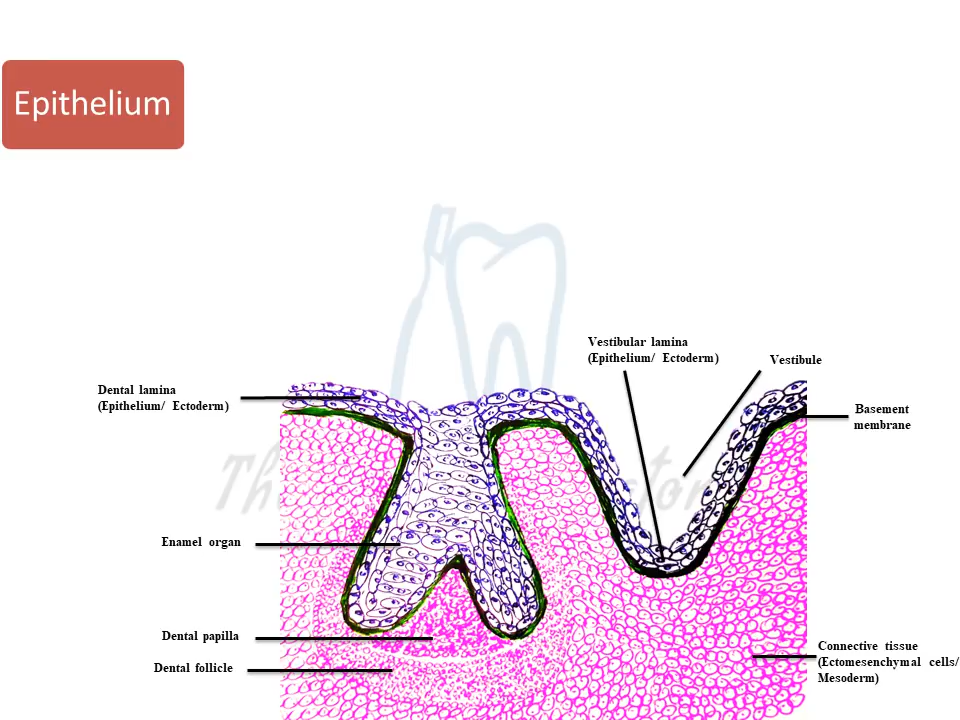 Epithelium
Vestibular lamina
(Epithelium/ Ectoderm)
Vestibule
Dental lamina
(Epithelium/ Ectoderm)
Basement
membrane
Enamel organ
Dental papilla
Dental follicle
Connective tissue
(Ectomesenchymal cells/
Mesoderm)